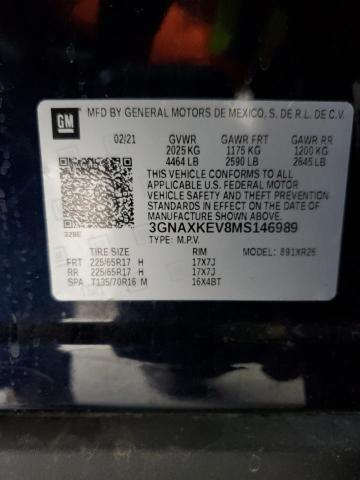 GM
MFD BY GENERAL MOTORS DE MEXICO, S. DE R.L. DE C.V.
02/21 GVWR GAWR FRT GAWR RR
2025 KG 1175 KG 1200 KG
4464 LB 2590 LB 2645 LB
THIS VEHICLE CONFORMS TO ALL
APPLICABLE U.S. FEDERAL MOTOR
VEHICLE SAFETY, BUMPER, AND
THEFT PREVENTION STANDARDS IN
EFFECT ON THE DATE OF
MANUFACTURE SHOWN ABOVE.
3GNAXKEV8MS146989
TYPE: M.P.V. 891XR26
TIRE SIZE RIM
FRT 225/65R17 H 17X7J
RR 225/65R17 H 17X7J
SPA T135/70R16 M 16X4BT